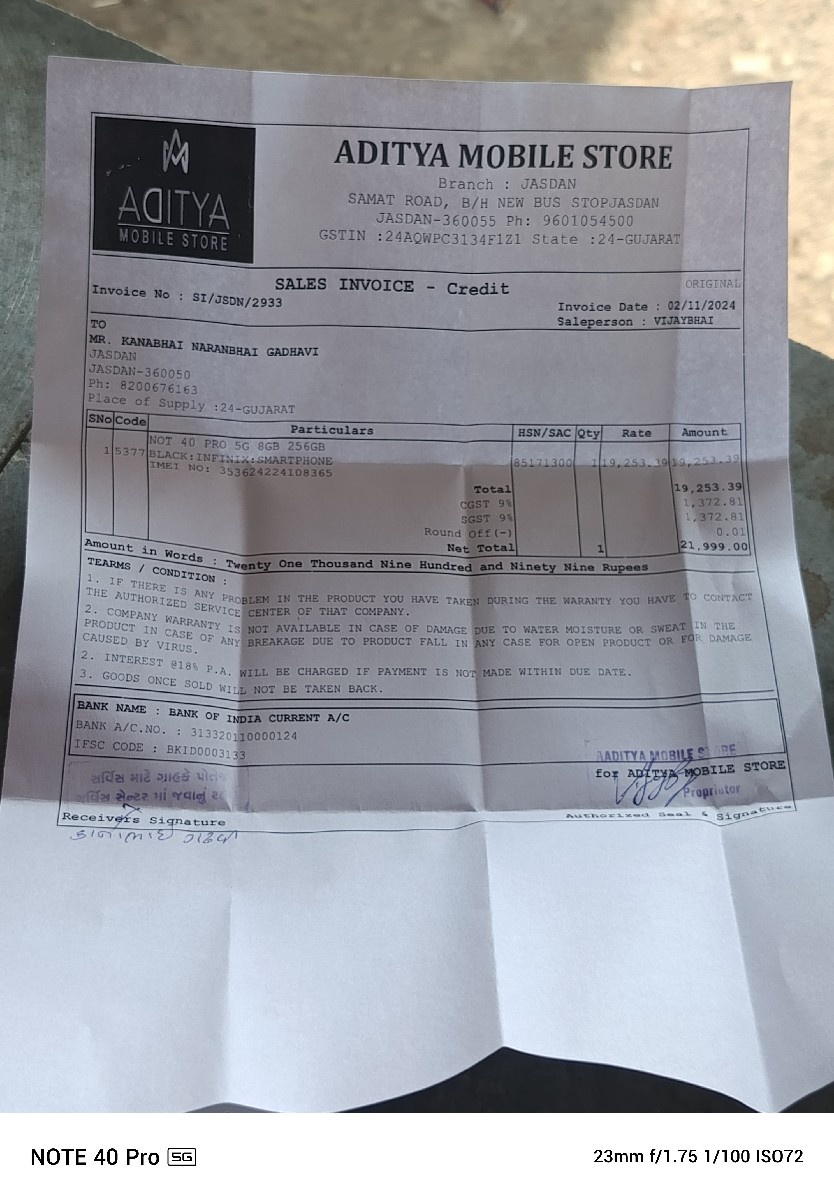 ADITYA
MOBILE STORE
ADITYA MOBILE STORE
Branch : JASDAN
SAMAT ROAD, B/H NEW BUS STOPJASDAN
JASDAN-360055 Ph: 9601054500
GSTIN :24AQWPC3134F1Z1 State :24-GUJARAT
SALES INVOICE - Credit
ORIGINAL
Invoice No : SI/JSDN/2933
Invoice Date : 02/11/2024
Saleperson : VIJAYBHAI
TO
MR. KANABHAI NARANBHAI GADHAVI
JASDAN
JASDAN-360050
Ph: 8200676163
Place of Supply :24-GUJARAT
SNo Code Particulars HSN/SAC Qty Rate Amount
NOT 40 PRO 5G 8GB 256GB
1 5377 BLACK:INFINIX:SMARTPHONE 85171300 1 19,253.39 19,253.39
IMEI NO: 353624224108365
Total 19,253.39
CGST 9% 1,372.81
SGST 9% 1,372.81
Round Off(-) 0.01
Net Total 1 21,999.00
Amount in Words : Twenty One Thousand Nine Hundred and Ninety Nine Rupees
TEARMS / CONDITION :
1. IF THERE IS ANY PROBLEM IN THE PRODUCT YOU HAVE TAKEN DURING THE WARANTY YOU HAVE TO CONTACT
THE AUTHORIZED SERVICE CENTER OF THAT COMPANY.
2. COMPANY WARRANTY IS NOT AVAILABLE IN CASE OF DAMAGE DUE TO WATER MOISTURE OR SWEAT IN THE
PRODUCT IN CASE OF ANY BREAKAGE DUE TO PRODUCT FALL IN ANY CASE FOR OPEN PRODUCT OR FOR DAMAGE
CAUSED BY VIRUS.
2. INTEREST @18% P.A. WILL BE CHARGED IF PAYMENT IS NOT MADE WITHIN DUE DATE.
3. GOODS ONCE SOLD WILL NOT BE TAKEN BACK.
BANK NAME : BANK OF INDIA CURRENT A/C
BANK A/C.NO. : 313320110000124
IFSC CODE : BKID0003133
સર્વિસ માટે ગ્રાહકે પોતે
સર્વિસ સેન્ટર માં જવાનું
AADITYA MOBILE STORE
for ADITYA MOBILE STORE
Propritor
Receivers Signature
Authorized Seal & Signature
NOTE 40 Pro 5G
23mm f/1.75 1/100 ISO72